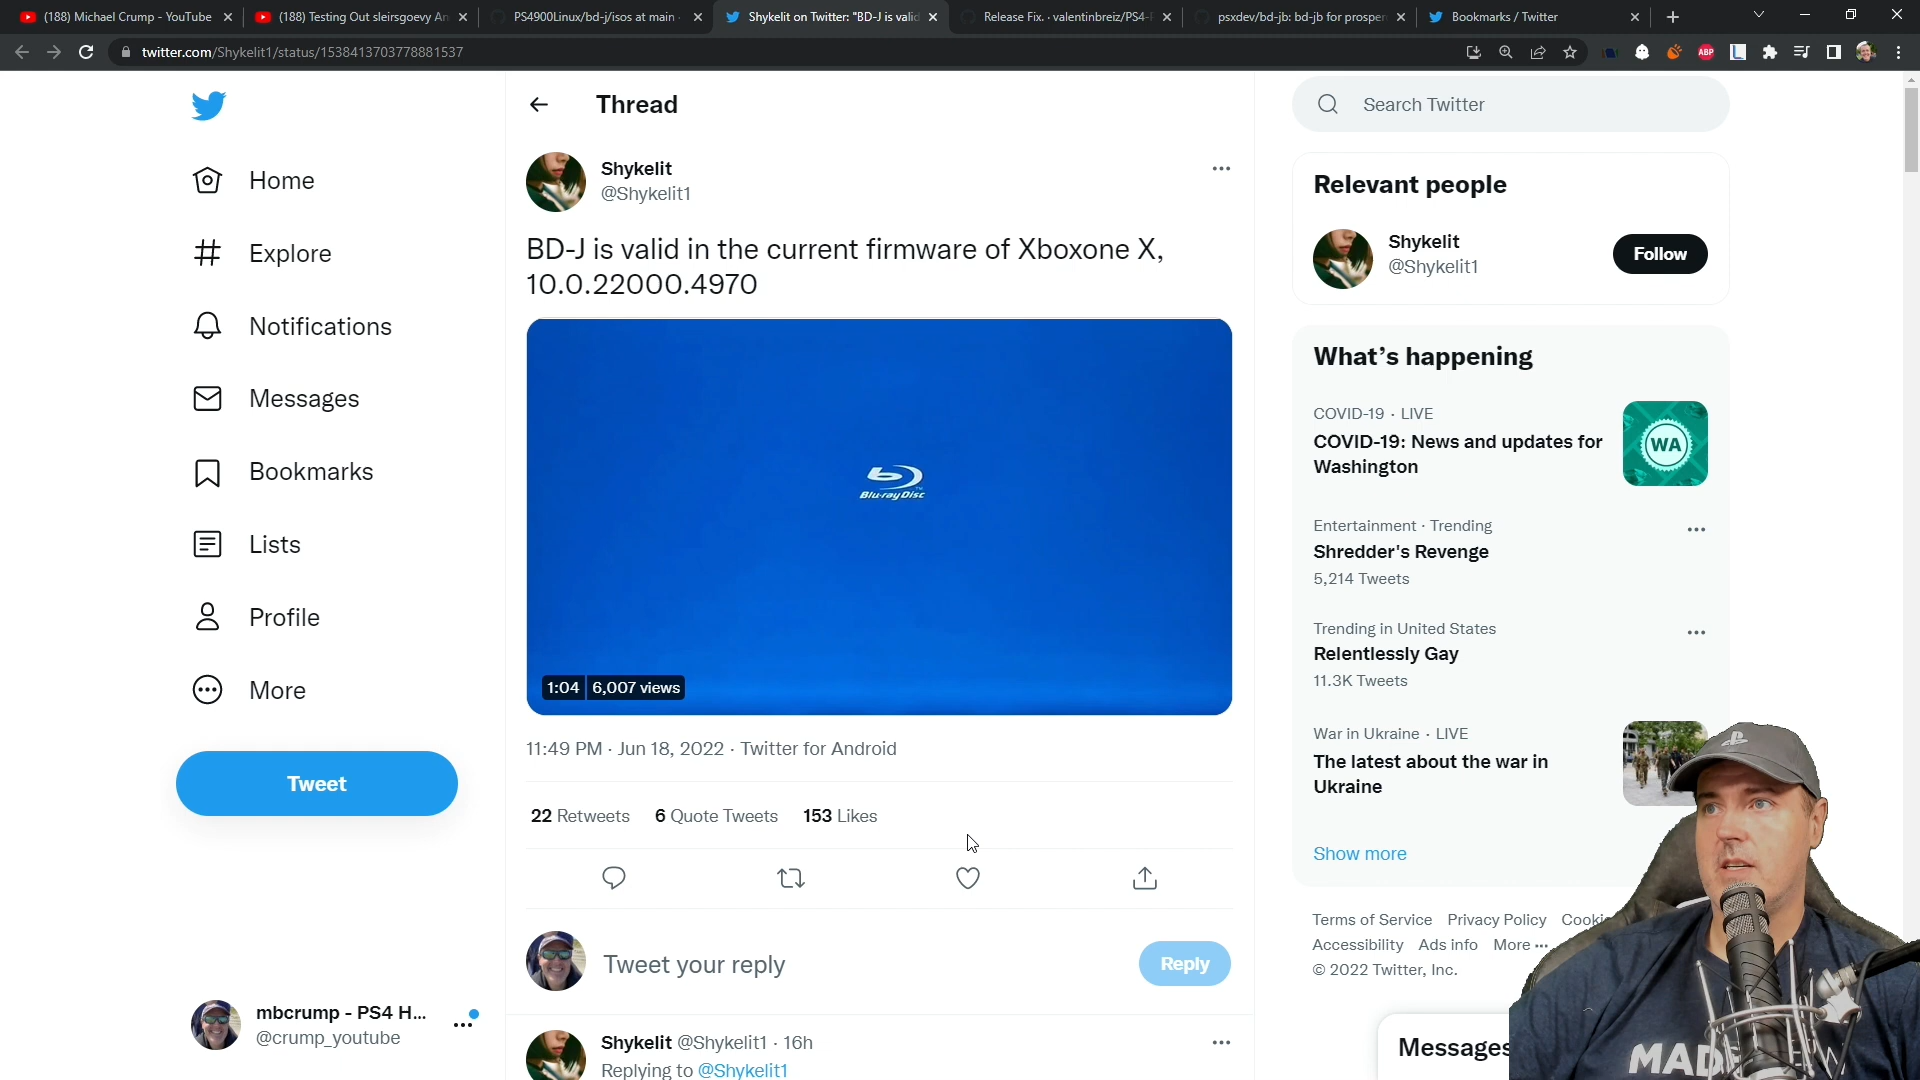 (188) Michael Crump - YouTube
(188) Testing Out sleirsgoevy An
PS4900Linux/bd-j/isos at main ·
Shykelit on Twitter: "BD-J is valid
Release Fix. · valentinbreiz/PS4-
psxdev/bd-jb: bd-jb for prosper
Bookmarks / Twitter
twitter.com/Shykelit1/status/1538413703778881537
ABP
Home
Explore
Notifications
Messages
Bookmarks
Lists
Profile
More
Tweet
mbcrump - PS4 H...
@crump_youtube
Thread
Shykelit
@Shykelit1
BD-J is valid in the current firmware of Xboxone X,
10.0.22000.4970
Blu-ray Disc
TM
1:04
6,007 views
11:49 PM · Jun 18, 2022 · Twitter for Android
22 Retweets 6 Quote Tweets 153 Likes
Tweet your reply
Reply
Shykelit @Shykelit1 · 16h
Replying to @Shykelit1
Search Twitter
Relevant people
Shykelit
@Shykelit1
Follow
What's happening
COVID-19 · LIVE
COVID-19: News and updates for
Washington
WA
Entertainment · Trending
Shredder's Revenge
5,214 Tweets
Trending in United States
Relentlessly Gay
11.3K Tweets
War in Ukraine · LIVE
The latest about the war in
Ukraine
Show more
Terms of Service Privacy Policy
Accessibility Ads info More ...
© 2022 Twitter, Inc.
Messages